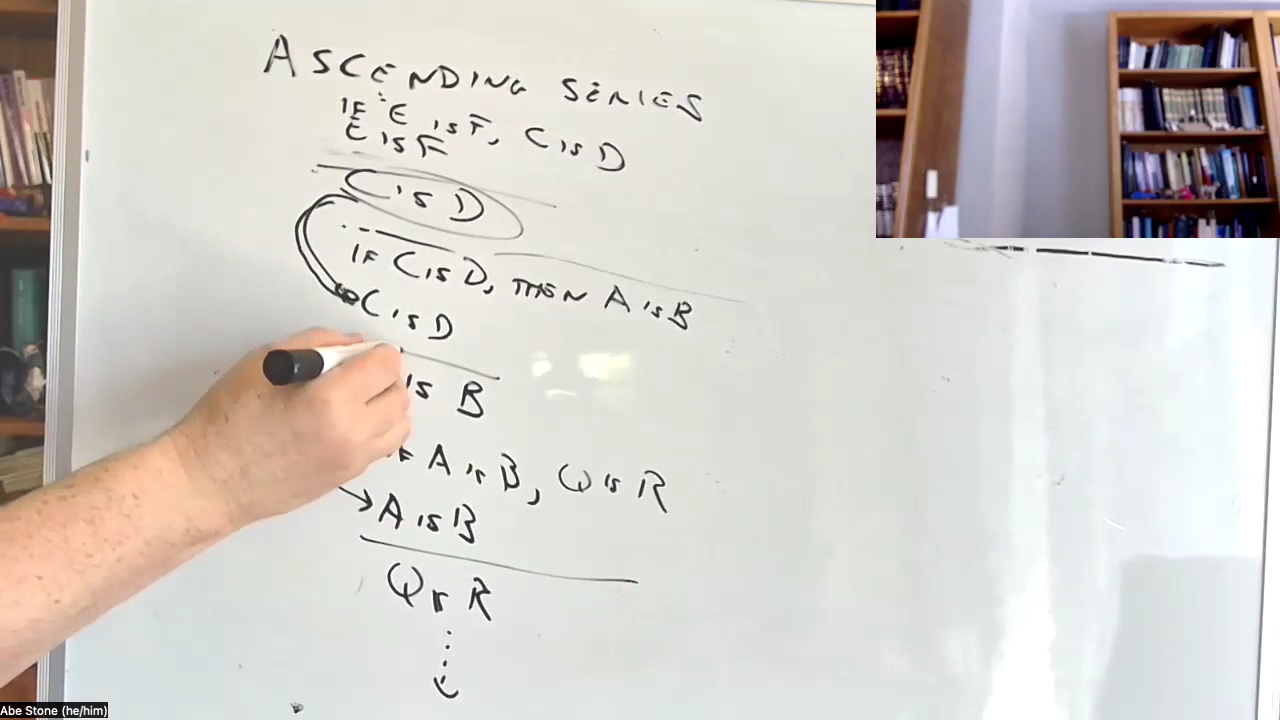 ASCENDING SERIES
IF E IS F, C IS D
E IS F
C IS D
IF C IS D, THEN A IS B
C IS D
IS B
IF A IS B, Q IS R
A IS B
Q IS R
Abe Stone (he/him)